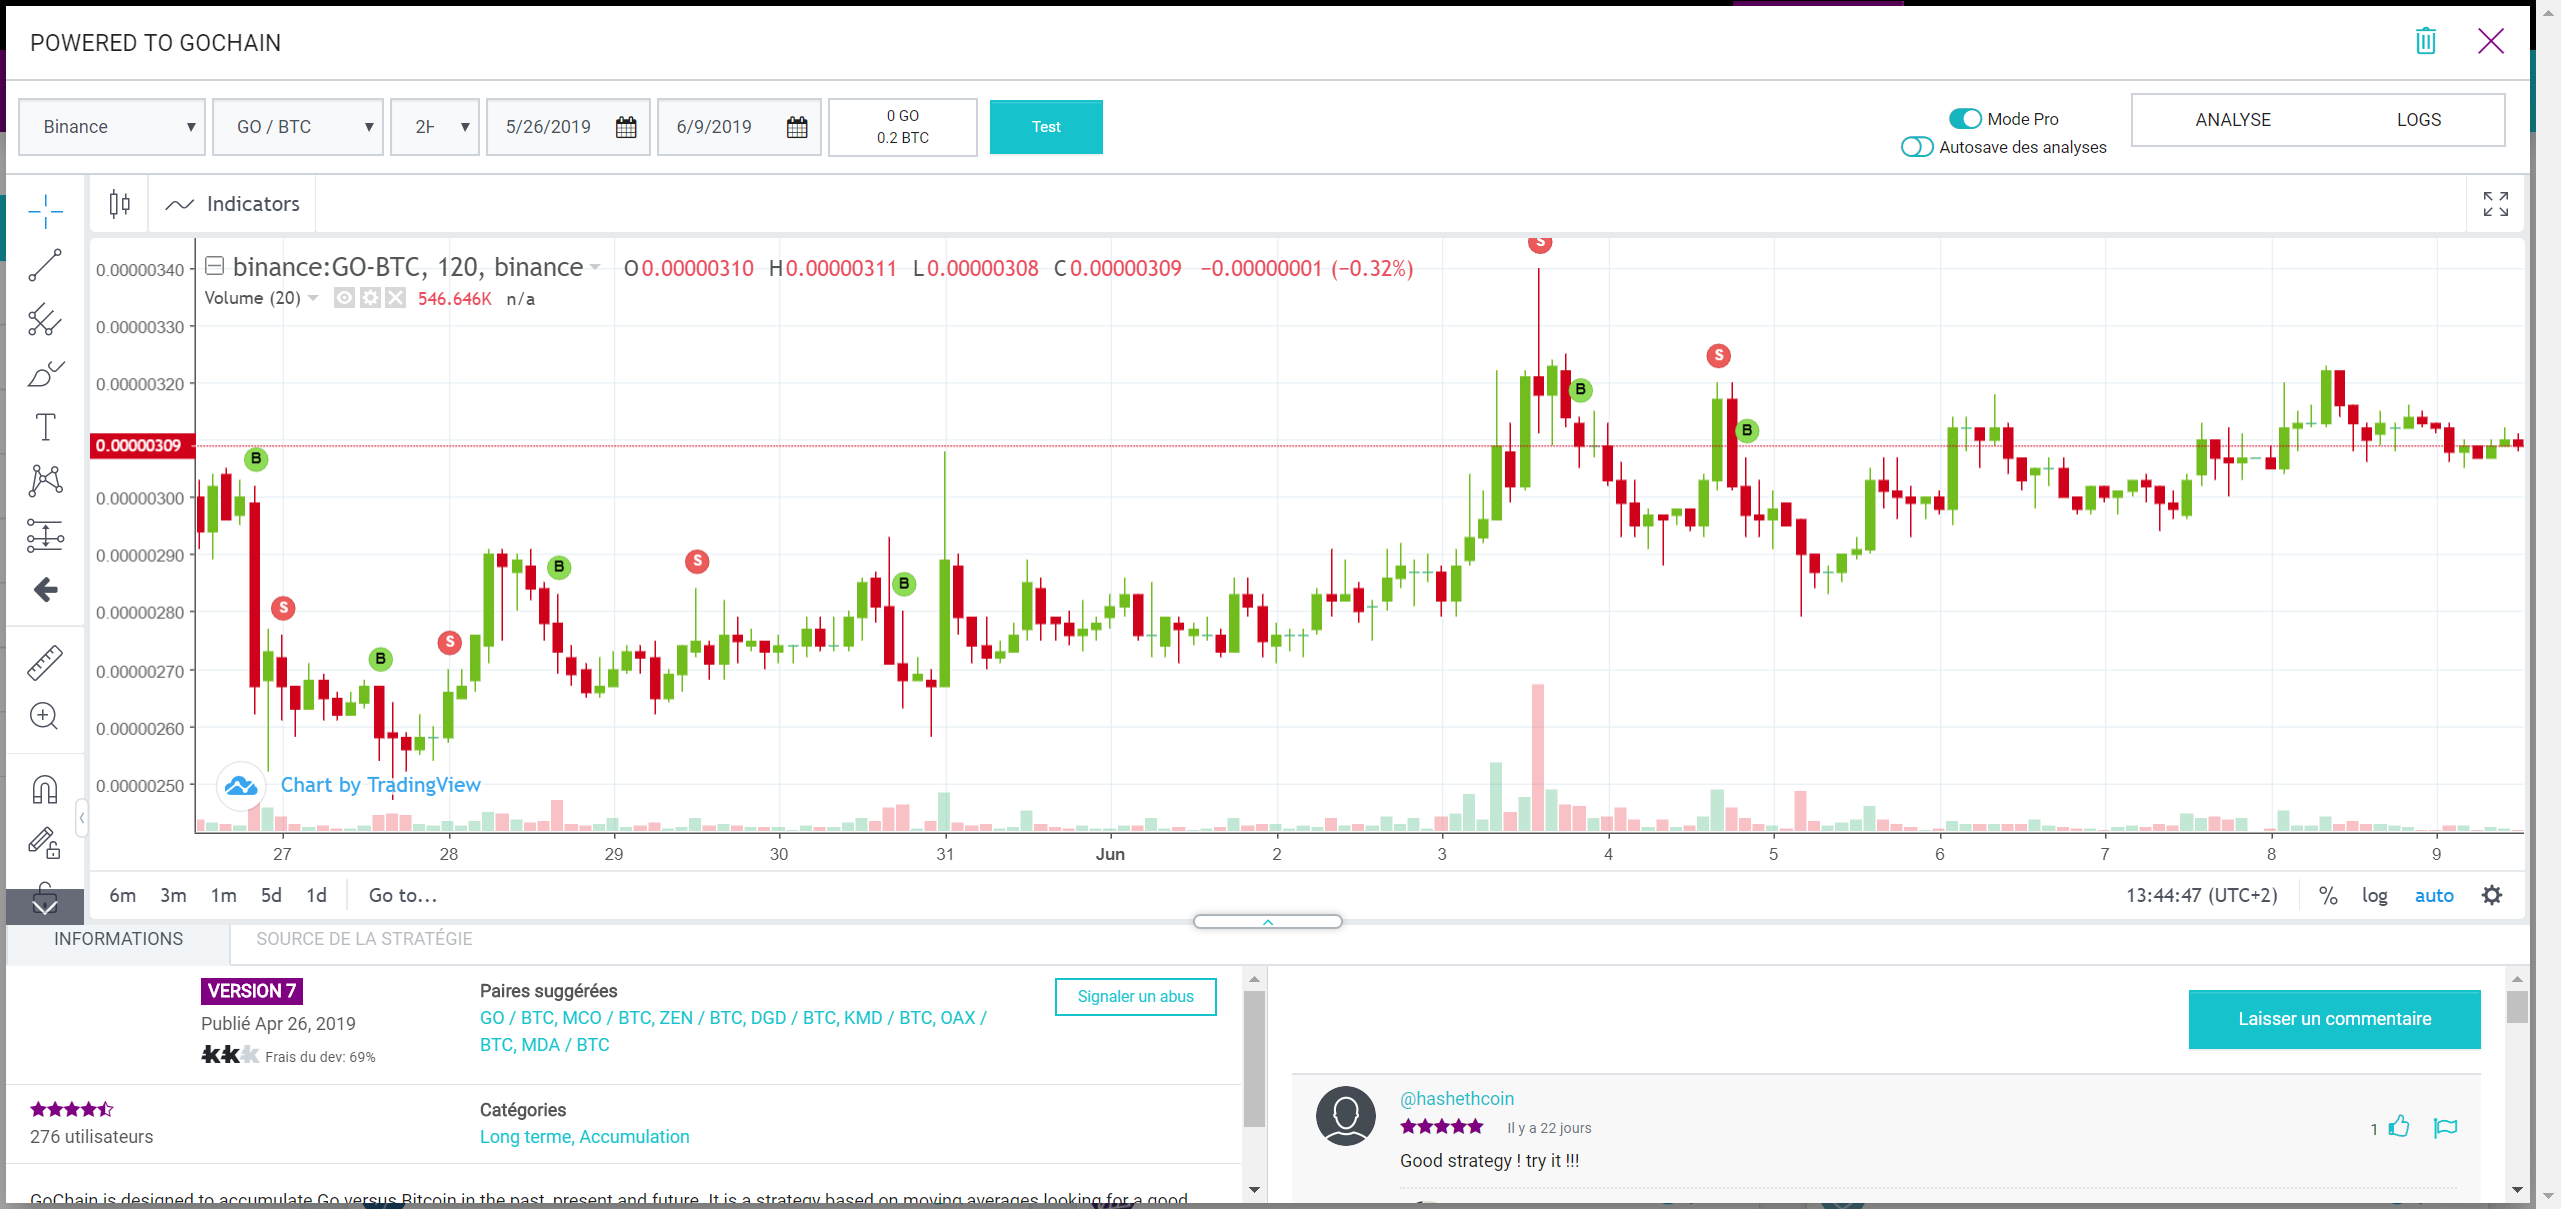 POWERED TO GOCHAIN
Binance ▼ GO / BTC ▼ 2H ▼ 5/26/2019 6/9/2019 0 GO
0.2 BTC
Test
Mode Pro
Autosave des analyses
ANALYSE LOGS
Indicators
binance:GO-BTC, 120, binance O0.00000310 H0.00000311 L0.00000308 C0.00000309 −0.00000001 (−0.32%)
Volume (20) 546.646K n/a
0.00000340
0.00000330
0.00000320
0.00000309
0.00000300
0.00000290
0.00000280
0.00000270
0.00000260
0.00000250
B
S
B
S
B
S
B
S
B
S
B
Chart by TradingView
27 28 29 30 31 Jun 2 3 4 5 6 7 8 9
6m 3m 1m 5d 1d Go to...
13:44:47 (UTC+2) % log auto
INFORMATIONS SOURCE DE LA STRATÉGIE
VERSION 7
Publié Apr 26, 2019
Frais du dev: 69%
Paires suggérées
GO / BTC, MCO / BTC, ZEN / BTC, DGD / BTC, KMD / BTC, OAX /
BTC, MDA / BTC
Signaler un abus
276 utilisateurs
Catégories
Long terme, Accumulation
GoChain is designed to accumulate Go versus Bitcoin in the past, present and future. It is a strategy based on moving averages looking for a good
Laisser un commentaire
@hashethcoin
Il y a 22 jours
1
Good strategy ! try it !!!